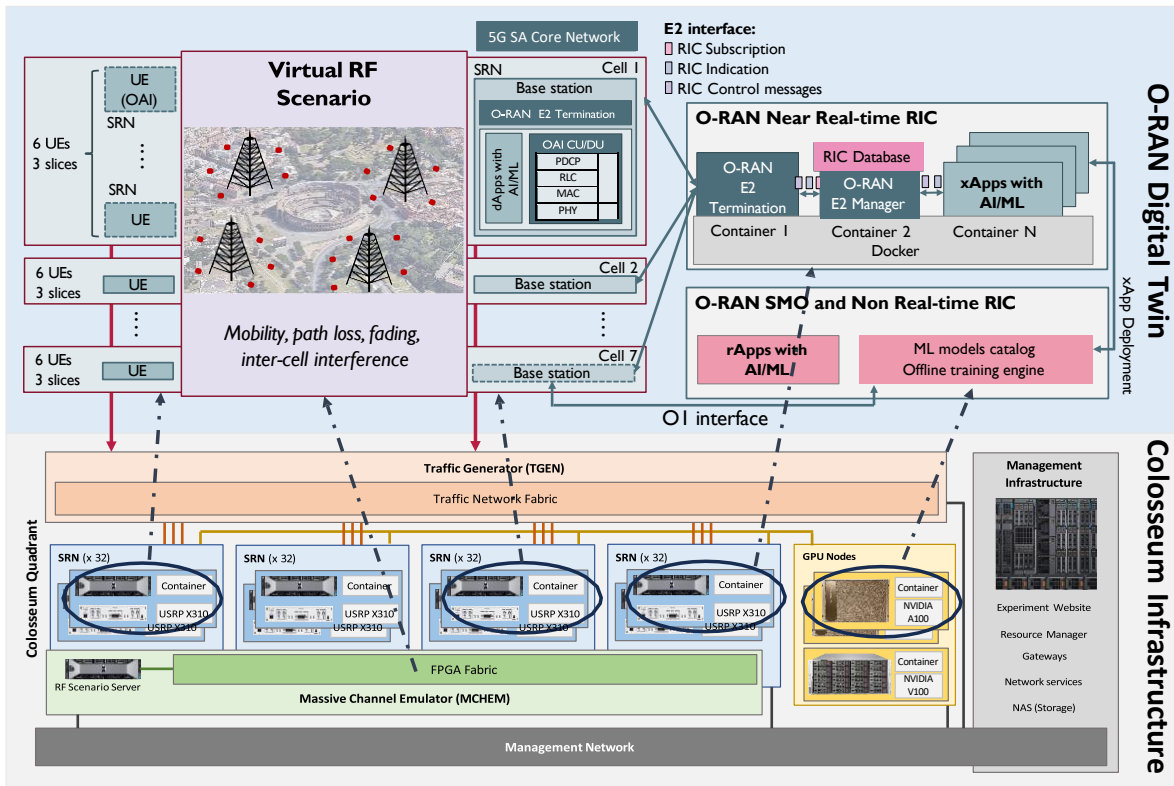 5G SA Core Network
E2 interface:
RIC Subscription
RIC Indication
RIC Control messages
O-RAN Digital Twin
6 UEs
3 slices
UE
(OAI)
SRN
SRN
UE
Virtual RF
Scenario
Mobility, path loss, fading,
inter-cell interference
SRN
Cell 1
Base station
O-RAN E2 Termination
dApps with
AI/ML
OAI CU/DU
PDCP
RLC
MAC
PHY
6 UEs
3 slices
UE
Cell 2
Base station
6 UEs
3 slices
UE
Cell 7
Base station
O-RAN Near Real-time RIC
O-RAN
E2
Termination
RIC Database
O-RAN
E2 Manager
xApps with
AI/ML
Container 1
Container 2
Container N
Docker
xApp Deployment
O-RAN SMO and Non Real-time RIC
rApps with
AI/ML
ML models catalog
Offline training engine
O1 interface
Colosseum Infrastructure
Colosseum Quadrant
Traffic Generator (TGEN)
Traffic Network Fabric
SRN (x 32)
Container
USRP X310
USRP X310
SRN (x 32)
Container
USRP X310
USRP X310
SRN (x 32)
Container
USRP X310
USRP X310
SRN (x 32)
Container
USRP X310
USRP X310
GPU Nodes
Container
NVIDIA
A100
Container
NVIDIA
V100
RF Scenario Server
FPGA Fabric
Massive Channel Emulator (MCHEM)
Management Network
Management
Infrastructure
Experiment Website
Resource Manager
Gateways
Network services
NAS (Storage)